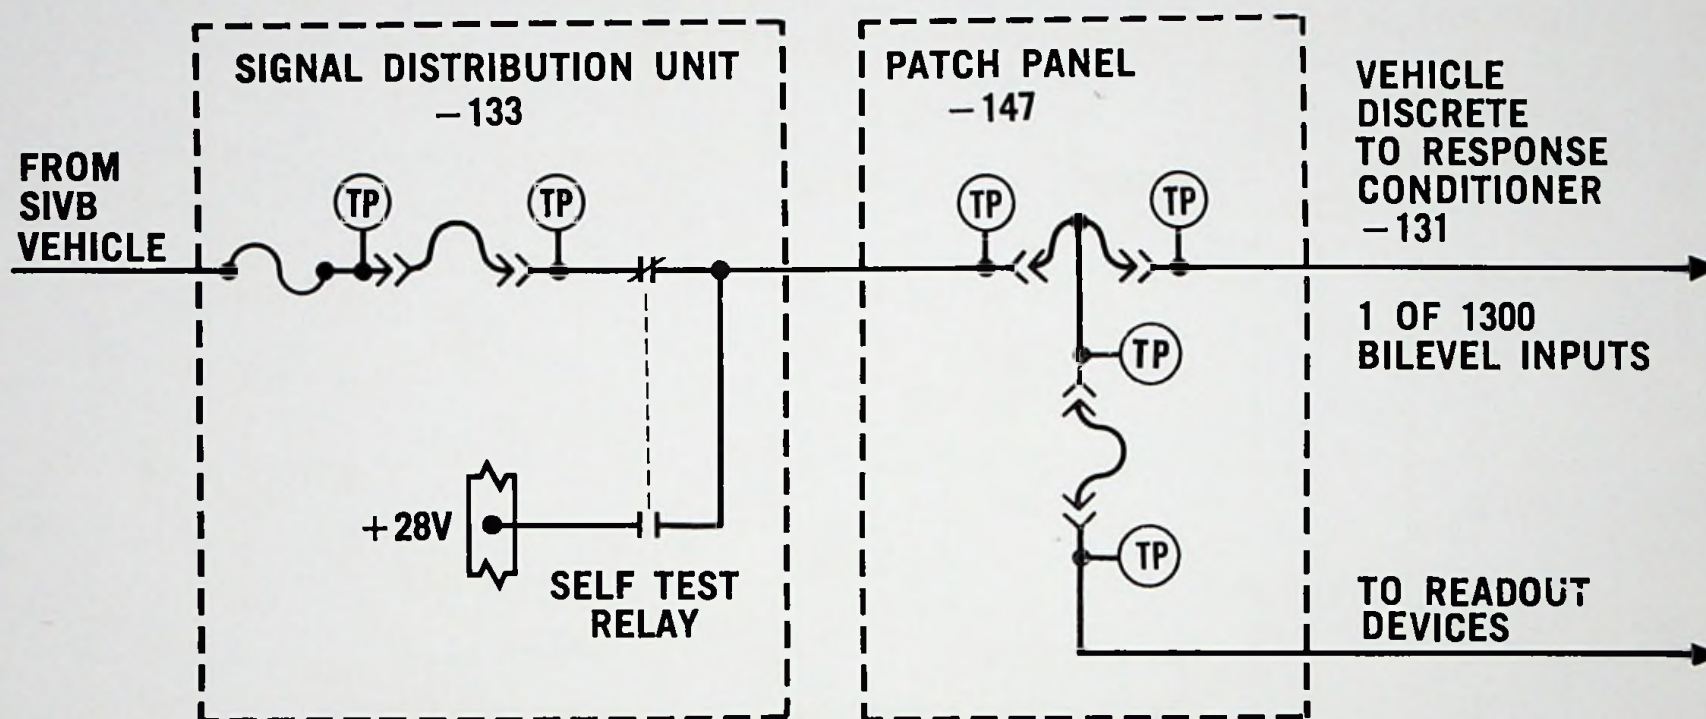 SIGNAL DISTRIBUTION UNIT
-133
PATCH PANEL
-147
VEHICLE
DISCRETE
TO RESPONSE
CONDITIONER
-131
FROM
SIVB
VEHICLE
TP
TP
TP
TP
1 OF 1300
BILEVEL INPUTS
TP
+28V
TP
SELF TEST
RELAY
TO READOUT
DEVICES